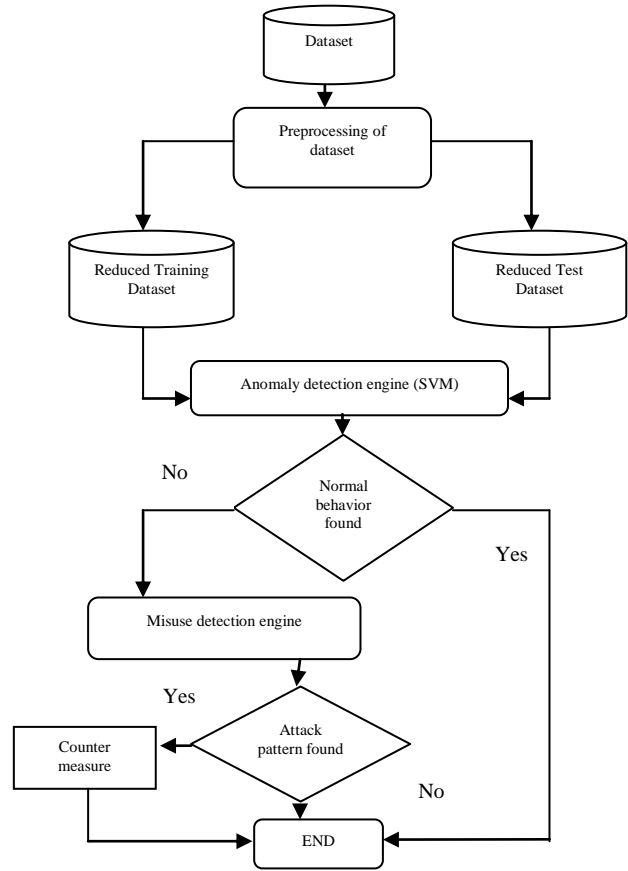 Dataset
Preprocessing of
dataset
Reduced Training
Dataset
Reduced Test
Dataset
Anomaly detection engine (SVM)
No
Normal
behavior
found
Yes
Misuse detection engine
Yes
Attack
pattern found
Counter
measure
No
END